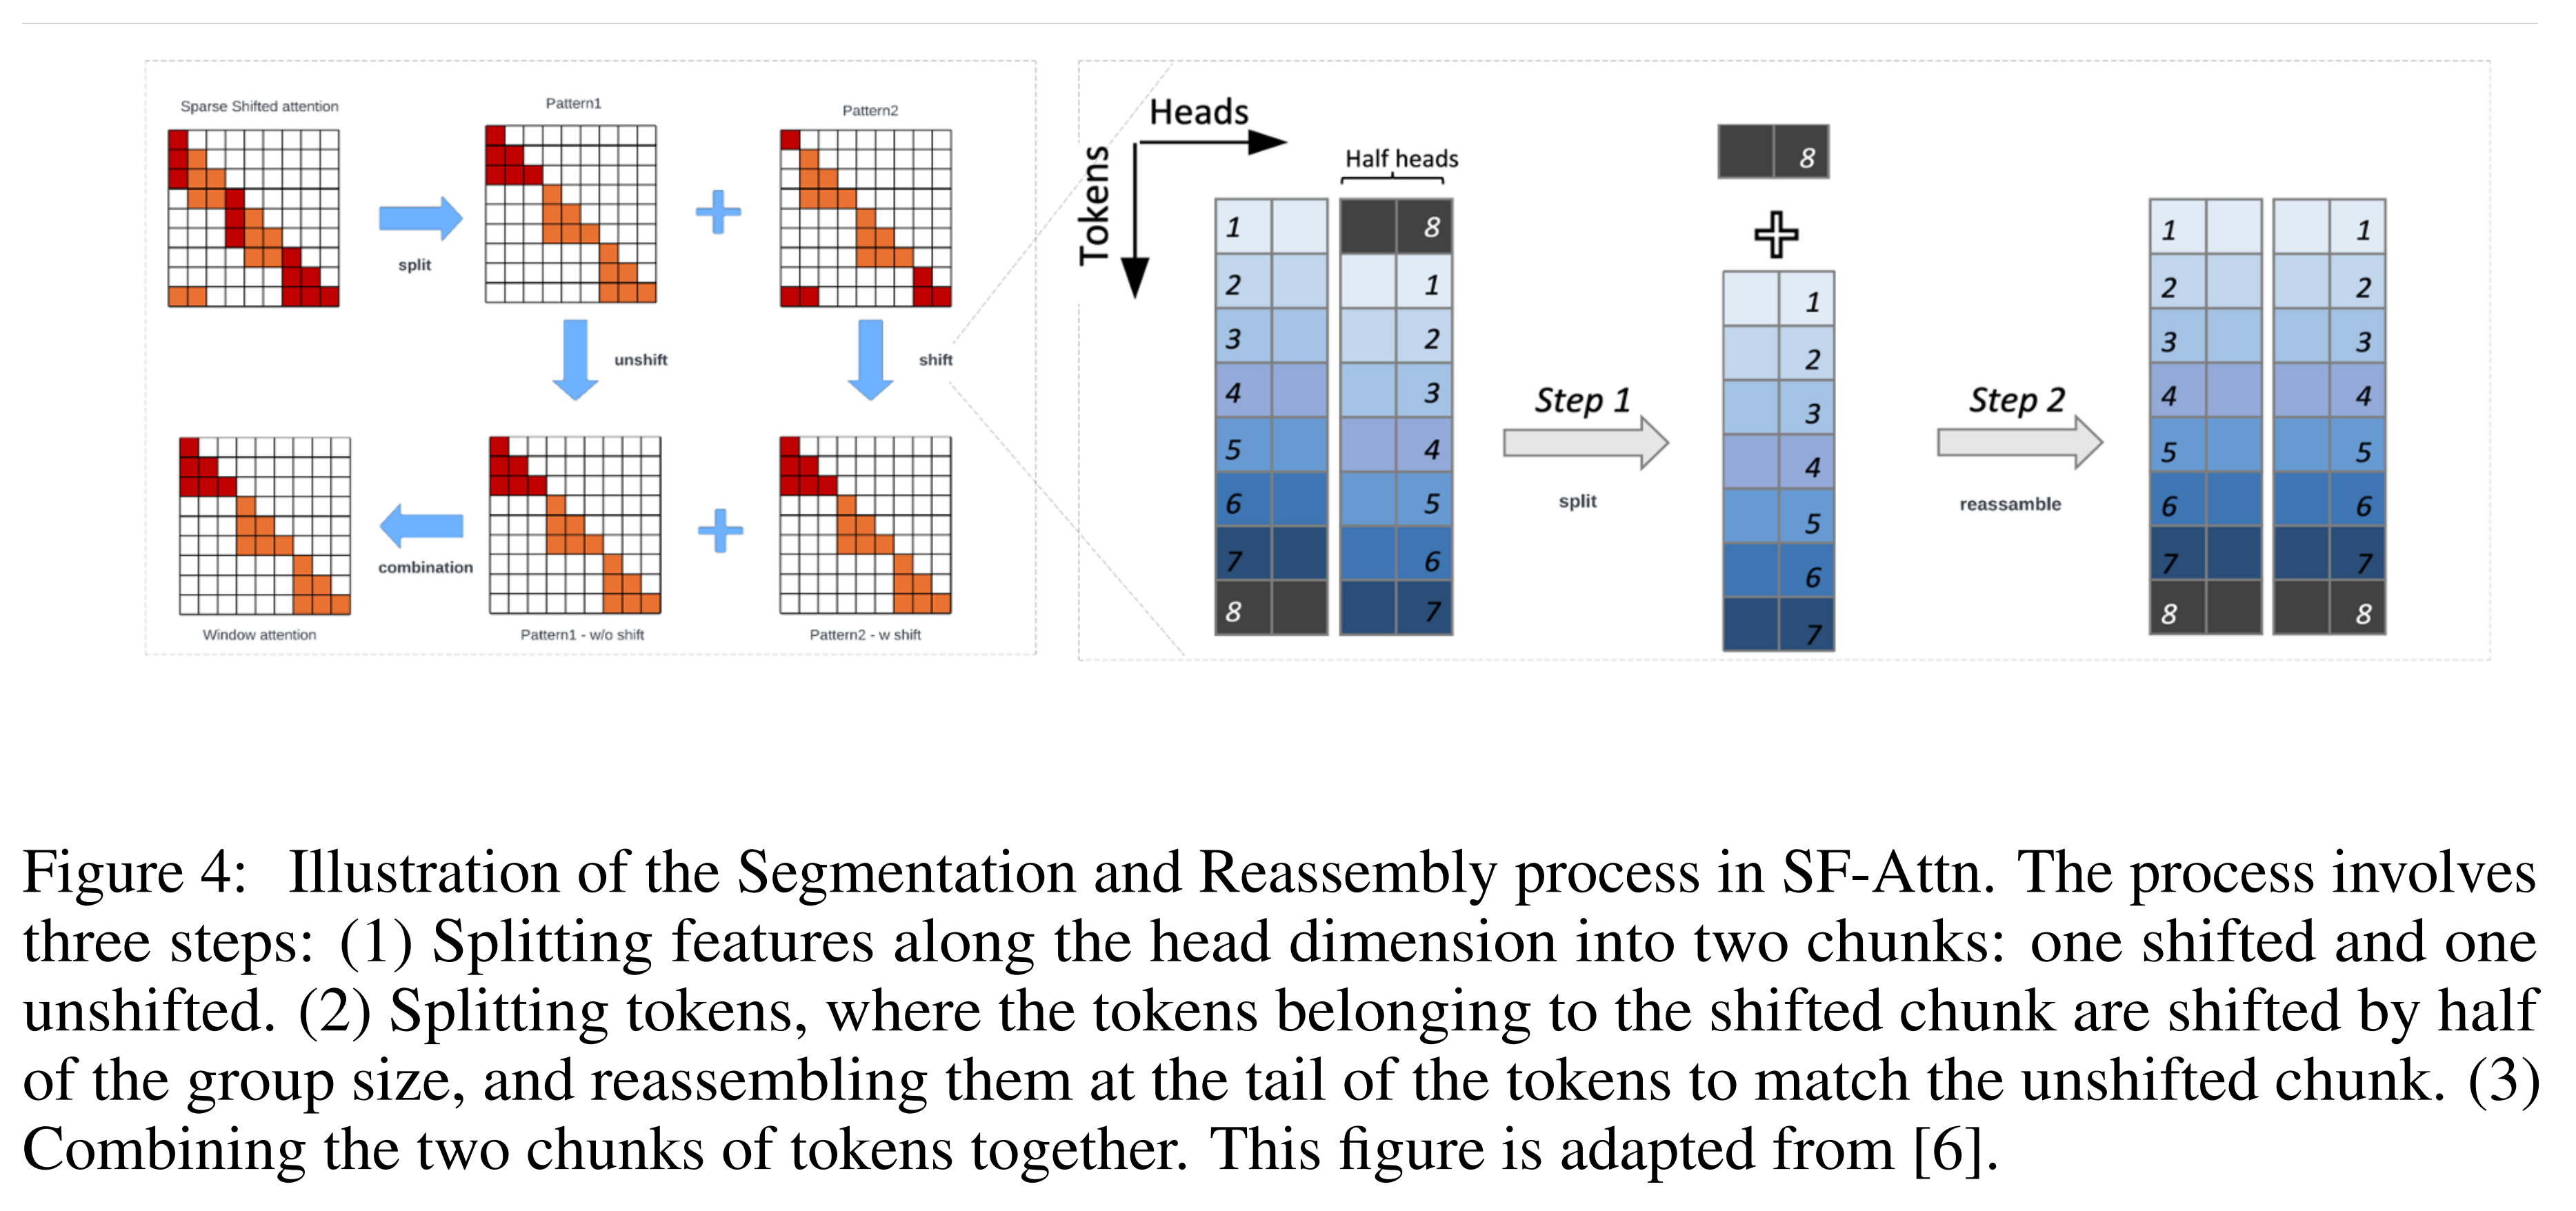 Sparse Shifted attention
Pattern1
Pattern2
split
unshift
shift
combination
Window attention
Pattern1 - w/o shift
Pattern2 - w shift
Heads
Tokens
Half heads
1
2
3
4
5
6
7
8
8
1
2
3
4
5
6
7
Step 1
split
8
1
2
3
4
5
6
7
Step 2
reassamble
1 1
2 2
3 3
4 4
5 5
6 6
7 7
8 8
Figure 4: Illustration of the Segmentation and Reassembly process in SF-Attn. The process involves
three steps: (1) Splitting features along the head dimension into two chunks: one shifted and one
unshifted. (2) Splitting tokens, where the tokens belonging to the shifted chunk are shifted by half
of the group size, and reassembling them at the tail of the tokens to match the unshifted chunk. (3)
Combining the two chunks of tokens together. This figure is adapted from [6].